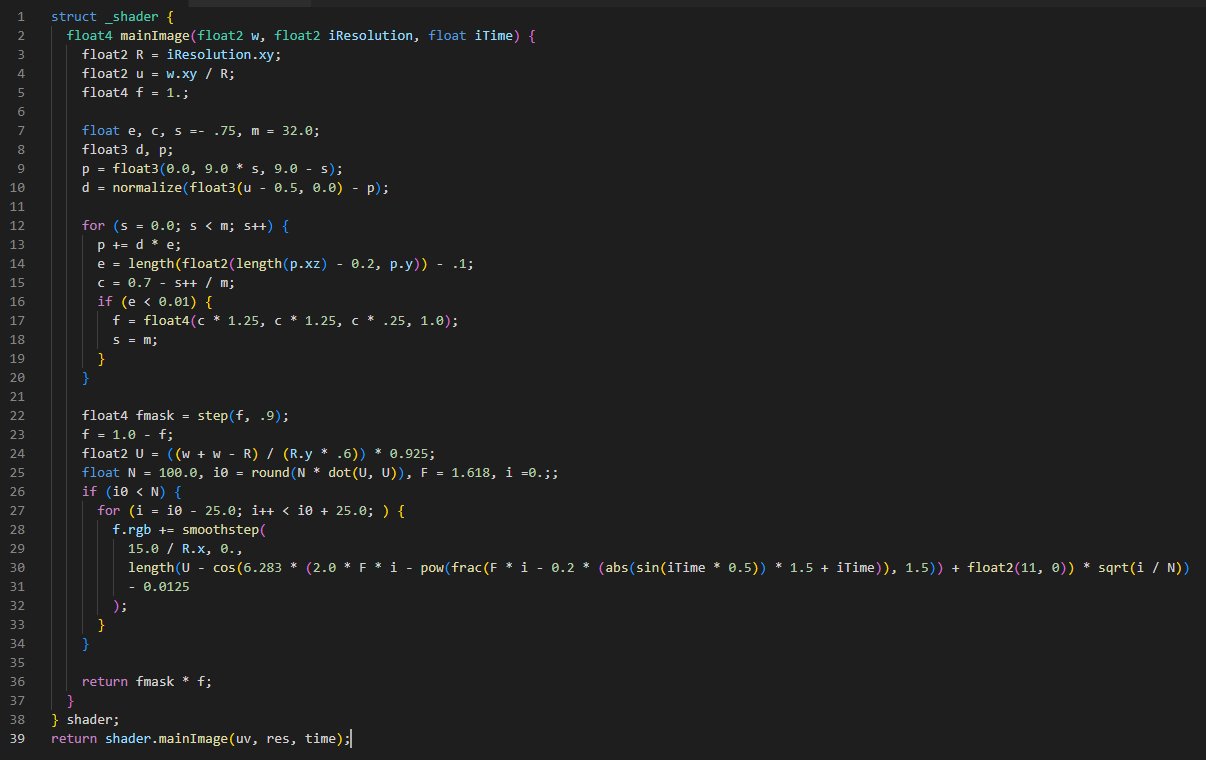 1 struct _shader {
2 float4 mainImage(float2 w, float2 iResolution, float iTime) {
3 float2 R = iResolution.xy;
4 float2 u = w.xy / R;
5 float4 f = 1.;
6
7 float e, c, s =- .75, m = 32.0;
8 float3 d, p;
9 p = float3(0.0, 9.0 * s, 9.0 - s);
10 d = normalize(float3(u - 0.5, 0.0) - p);
11
12 for (s = 0.0; s < m; s++) {
13 p += d * e;
14 e = length(float2(length(p.xz) - 0.2, p.y)) - .1;
15 c = 0.7 - s++ / m;
16 if (e < 0.01) {
17 f = float4(c * 1.25, c * 1.25, c * .25, 1.0);
18 s = m;
19 }
20 }
21
22 float4 fmask = step(f, .9);
23 f = 1.0 - f;
24 float2 U = ((w + w - R) / (R.y * .6)) * 0.925;
25 float N = 100.0, i0 = round(N * dot(U, U)), F = 1.618, i =0.;;
26 if (i0 < N) {
27 for (i = i0 - 25.0; i++ < i0 + 25.0; ) {
28 f.rgb += smoothstep(
29 15.0 / R.x, 0.,
30 length(U - cos(6.283 * (2.0 * F * i - pow(frac(F * i - 0.2 * (abs(sin(iTime * 0.5)) * 1.5 + iTime)), 1.5)) + float2(11, 0)) * sqrt(i / N))
31 - 0.0125
32 );
33 }
34 }
35
36 return fmask * f;
37 }
38 } shader;
39 return shader.mainImage(uv, res, time);